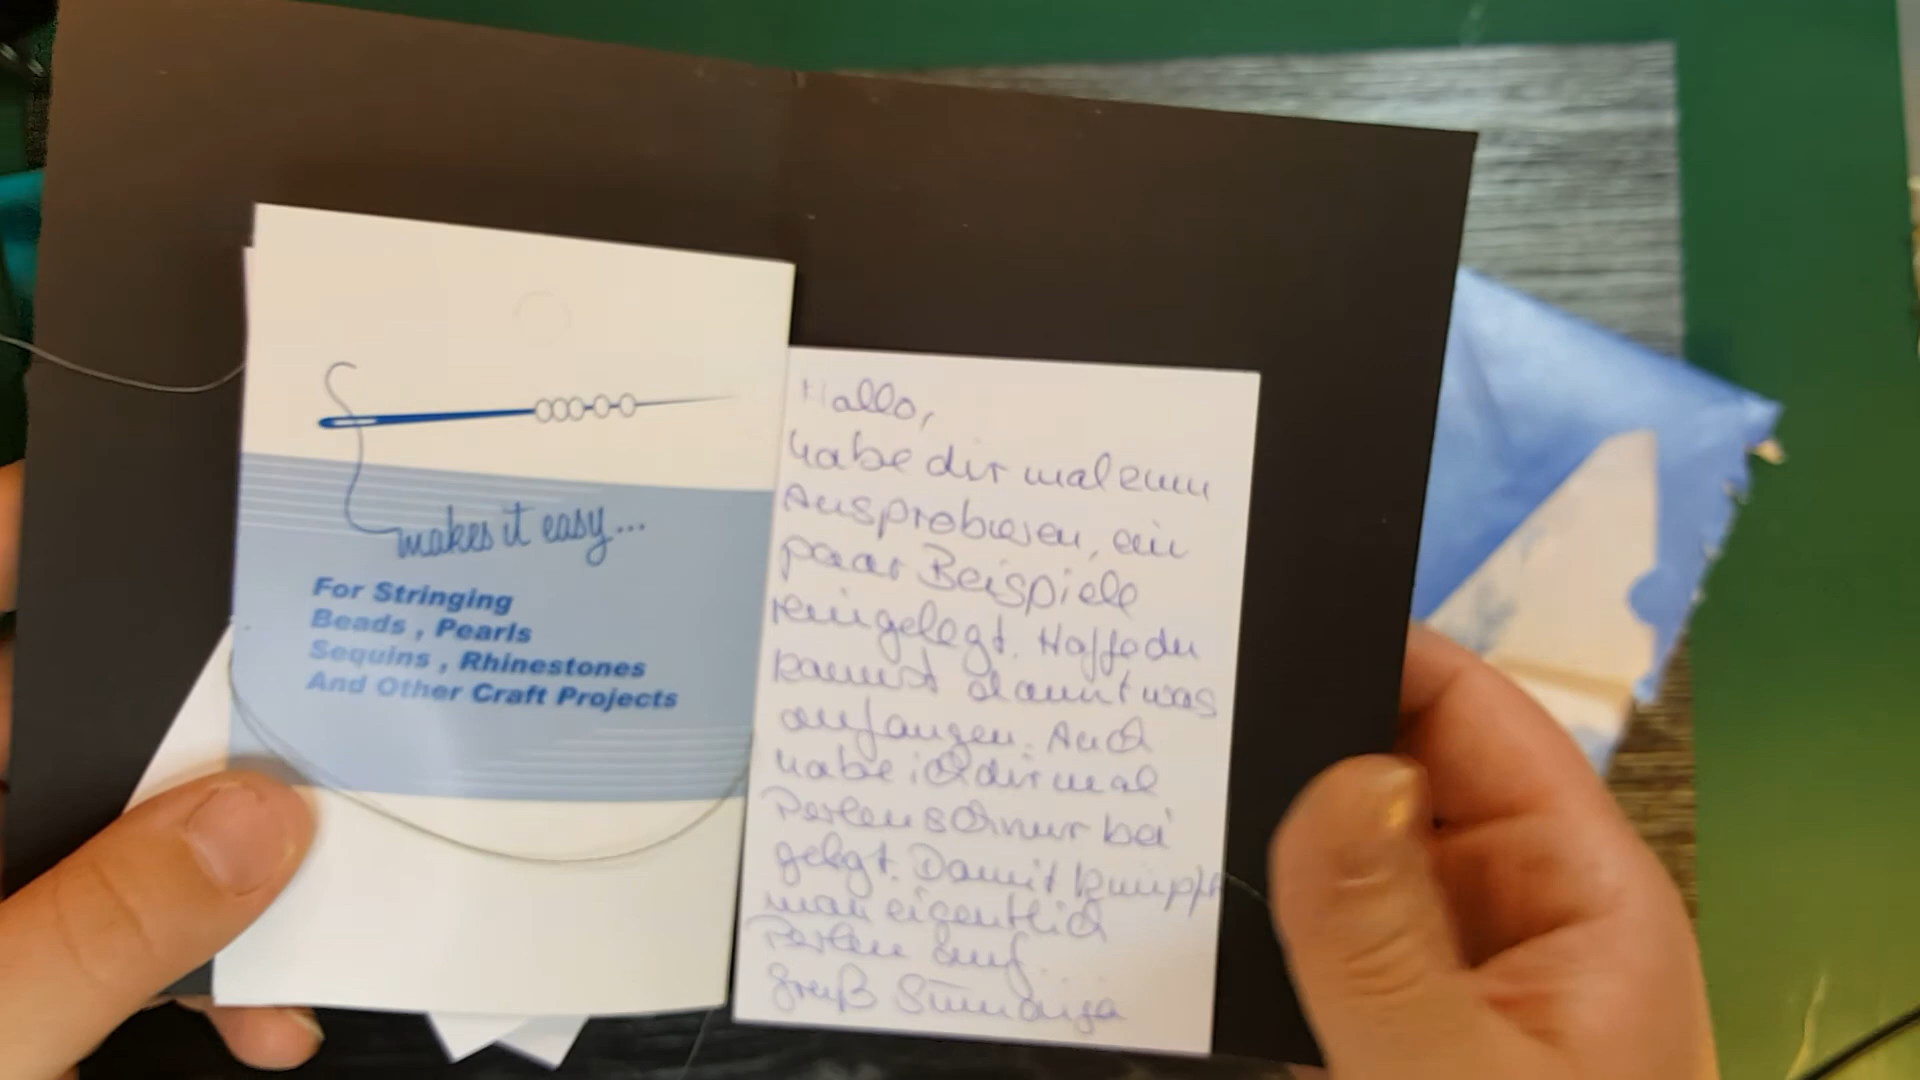 makes it easy...
For Stringing
Beads , Pearls
Sequins , Rhinestones
And Other Craft Projects
Hallo,
habe dir mal zum
Ausprobieren, ein
paar Beispiele
reingelegt. Hoffe du
kannst damit was
anfangen. Auch
habe ich dir mal
Perlenschnur bei
gelegt. Damit knüpft
man eigentlich
Perlen auf.
Gruß